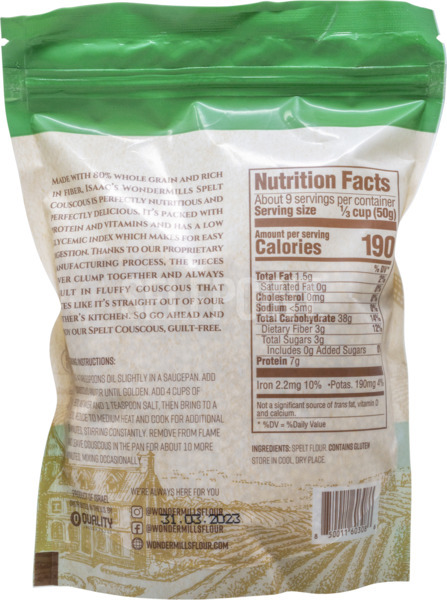 Made with 80% whole grain and rich
in fiber, Isaac's Wondermills Spelt
Couscous is perfectly nutritious and
perfectly delicious. It's packed with
protein and vitamins and has a low
glycemic index which makes for easy
digestion. Thanks to our proprietary
manufacturing process, the pieces
never clump together and always
result in fluffy couscous that
tastes like it's straight out of your
mother's kitchen. So go ahead and
enjoy our Spelt Couscous, guilt-free.
INSTRUCTIONS:
OIL SLIGHTLY IN A SAUCEPAN. ADD
UNTIL GOLDEN. ADD 4 CUPS OF
AND 1 TEASPOON SALT, THEN BRING TO A
TO MEDIUM HEAT AND COOK FOR ADDITIONAL
STIRRING CONSTANTLY. REMOVE FROM FLAME
LEAVE COUSCOUS IN THE PAN FOR ABOUT 10 MORE
MINUTES, MIXING OCCASIONALLY.
OF ISRAEL
QUALITY
WE'RE ALWAYS HERE FOR YOU
@WONDERMILLSFLOUR
31.03.2023
@WONDERMILLSFLOUR
WONDERMILLSFLOUR.COM
Nutrition Facts
About 9 servings per container
Serving size 1/3 cup (50g)
Amount per serving
Calories 190
% DV*
Total Fat 1.5g
Saturated Fat 0g
Cholesterol 0mg
Sodium <5mg
Total Carbohydrate 38g
Dietary Fiber 3g
Total Sugars 3g
Includes 0g Added Sugars
Protein 7g
Iron 2.2mg 10% • Potas. 190mg 4%
Not a significant source of trans fat, vitamin D
and calcium.
* %DV = %Daily Value
INGREDIENTS: SPELT FLOUR. CONTAINS GLUTEN
STORE IN COOL, DRY PLACE.